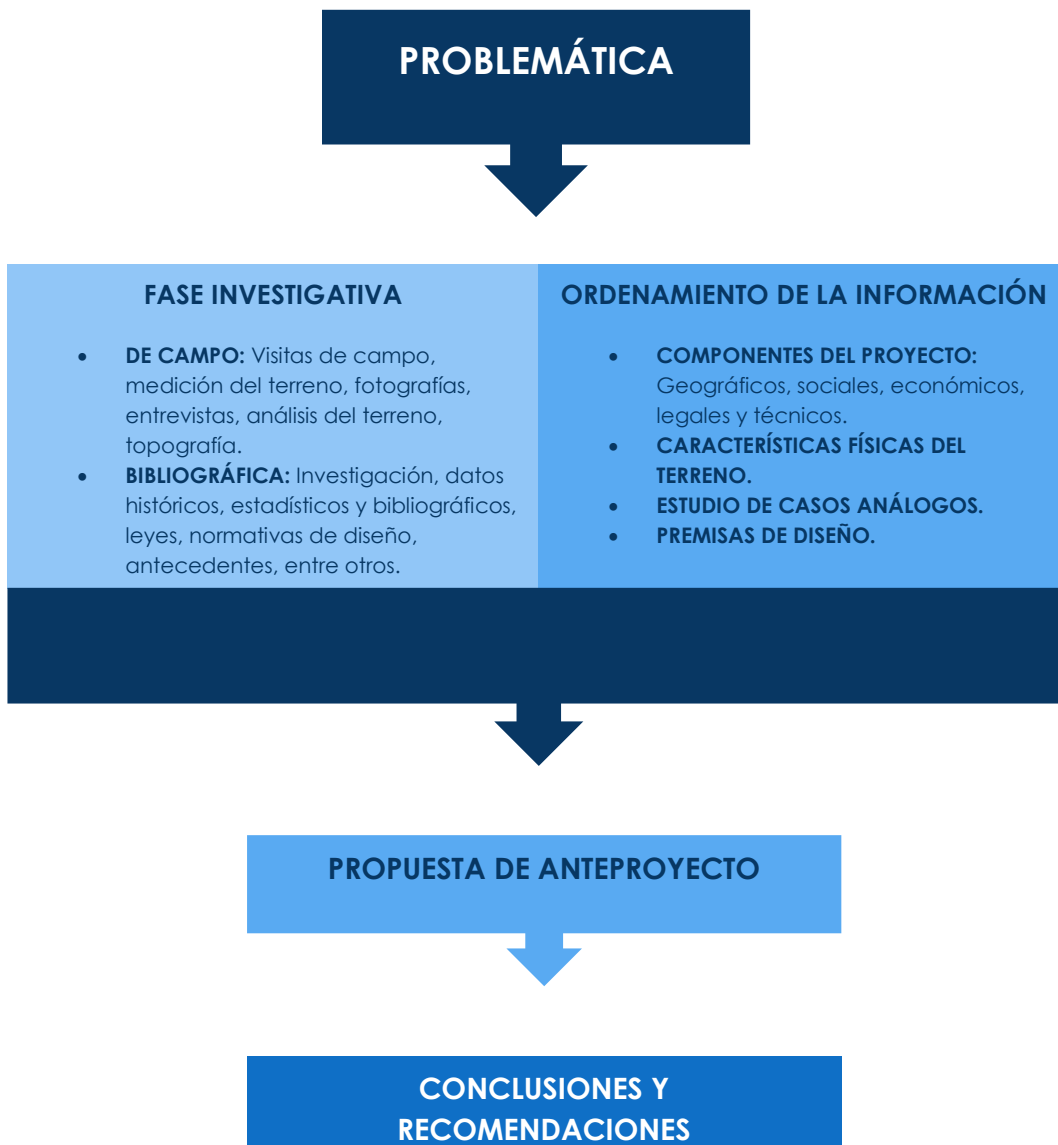 PROBLEMÁTICA
FASE INVESTIGATIVA
• DE CAMPO: Visitas de campo,
medición del terreno, fotografías,
entrevistas, análisis del terreno,
topografía.
• BIBLIOGRÁFICA: Investigación, datos
históricos, estadísticos y bibliográficos,
leyes, normativas de diseño,
antecedentes, entre otros.
ORDENAMIENTO DE LA INFORMACIÓN
• COMPONENTES DEL PROYECTO:
Geográficos, sociales, económicos,
legales y técnicos.
• CARACTERÍSTICAS FÍSICAS DEL
TERRENO.
• ESTUDIO DE CASOS ANÁLOGOS.
• PREMISAS DE DISEÑO.
PROPUESTA DE ANTEPROYECTO
CONCLUSIONES Y
RECOMENDACIONES